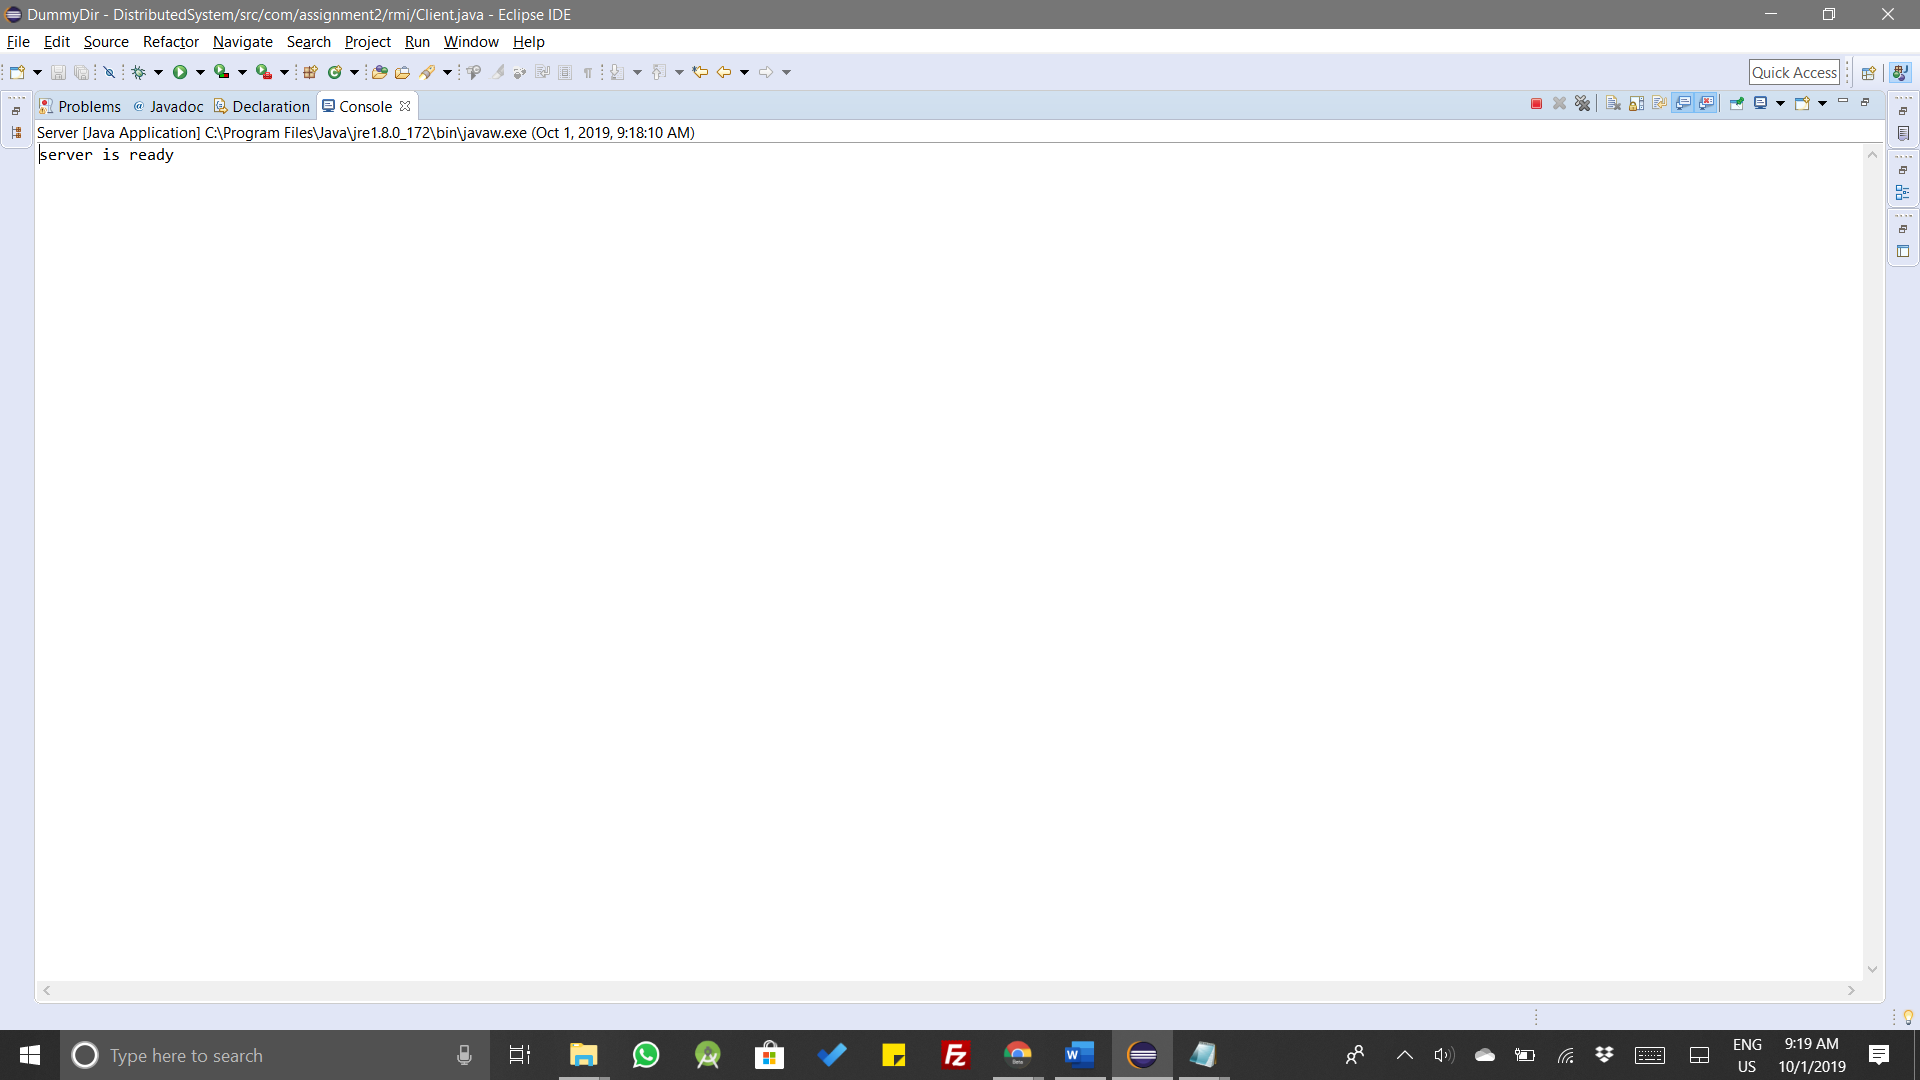 DummyDir - DistributedSystem/src/com/assignment2/rmi/Client.java - Eclipse IDE
File Edit Source Refactor Navigate Search Project Run Window Help
Quick Access
Problems @ Javadoc Declaration Console
Server [Java Application] C:\Program Files\Java\jre1.8.0_172\bin\javaw.exe (Oct 1, 2019, 9:18:10 AM)
server is ready
Type here to search
ENG
US
9:19 AM
10/1/2019